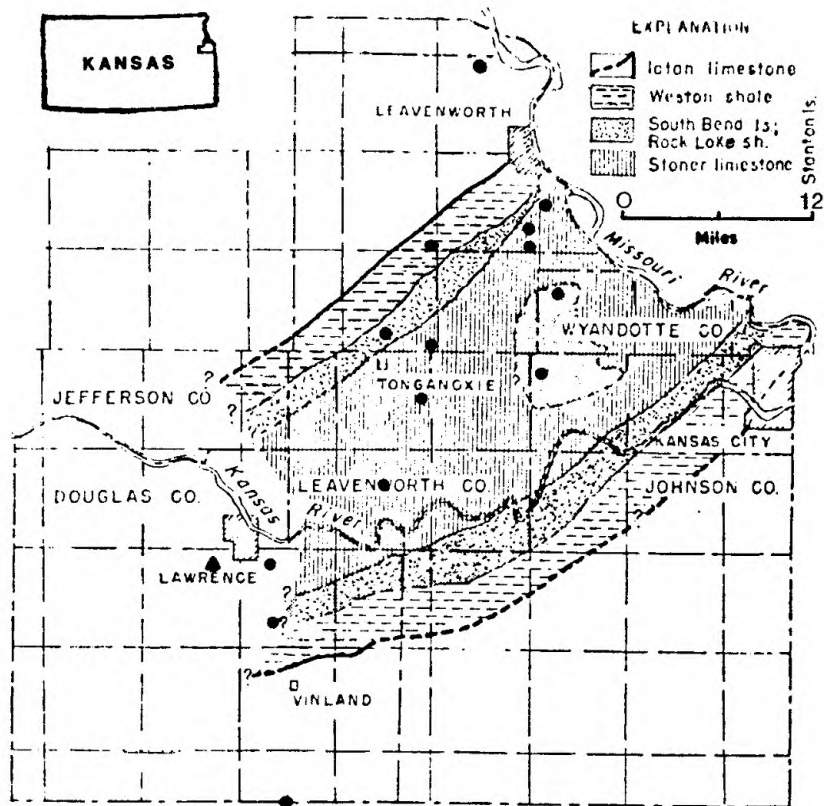 KANSAS
EXPLANATION
Iatan limestone
Weston shale
South Bend ls;
Rock Lake sh.
Stoner limestone
Stanton ls.
0 12
Miles
LEAVENWORTH
Missouri
River
WYANDOTTE CO.
?
TONGANOXIE
?
JEFFERSON CO
?
?
KANSAS CITY
Kansas
River
LEAVENWORTH CO.
JOHNSON CO.
DOUGLAS CO.
LAWRENCE
?
?
?
VINLAND